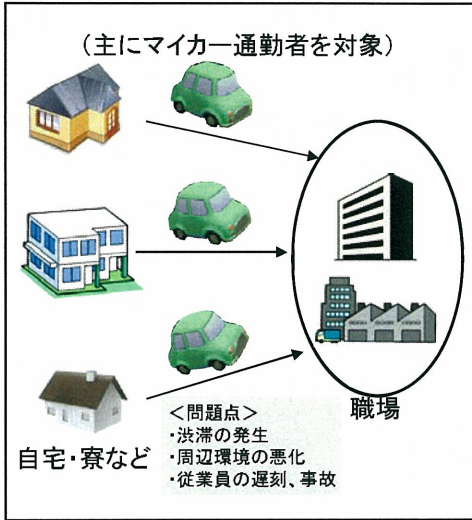 (主にマイカー通勤者を対象)
職場
自宅・寮など
<問題点>
・渋滞の発生
・周辺環境の悪化
・従業員の遅刻、事故